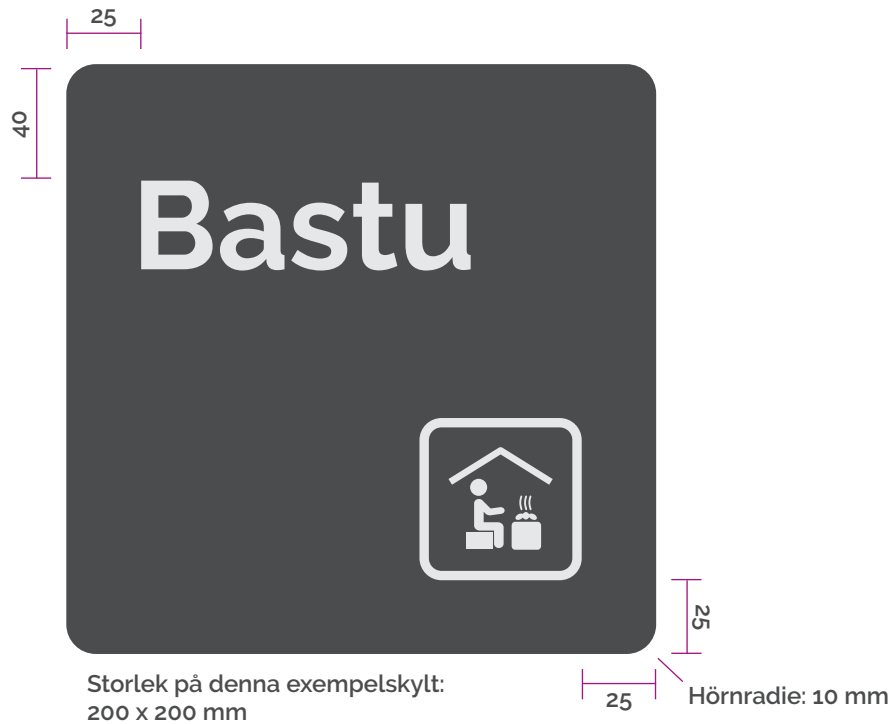 25
40
Bastu
25
25
Hörnradie: 10 mm
Storlek på denna exempelskylt:
200 x 200 mm